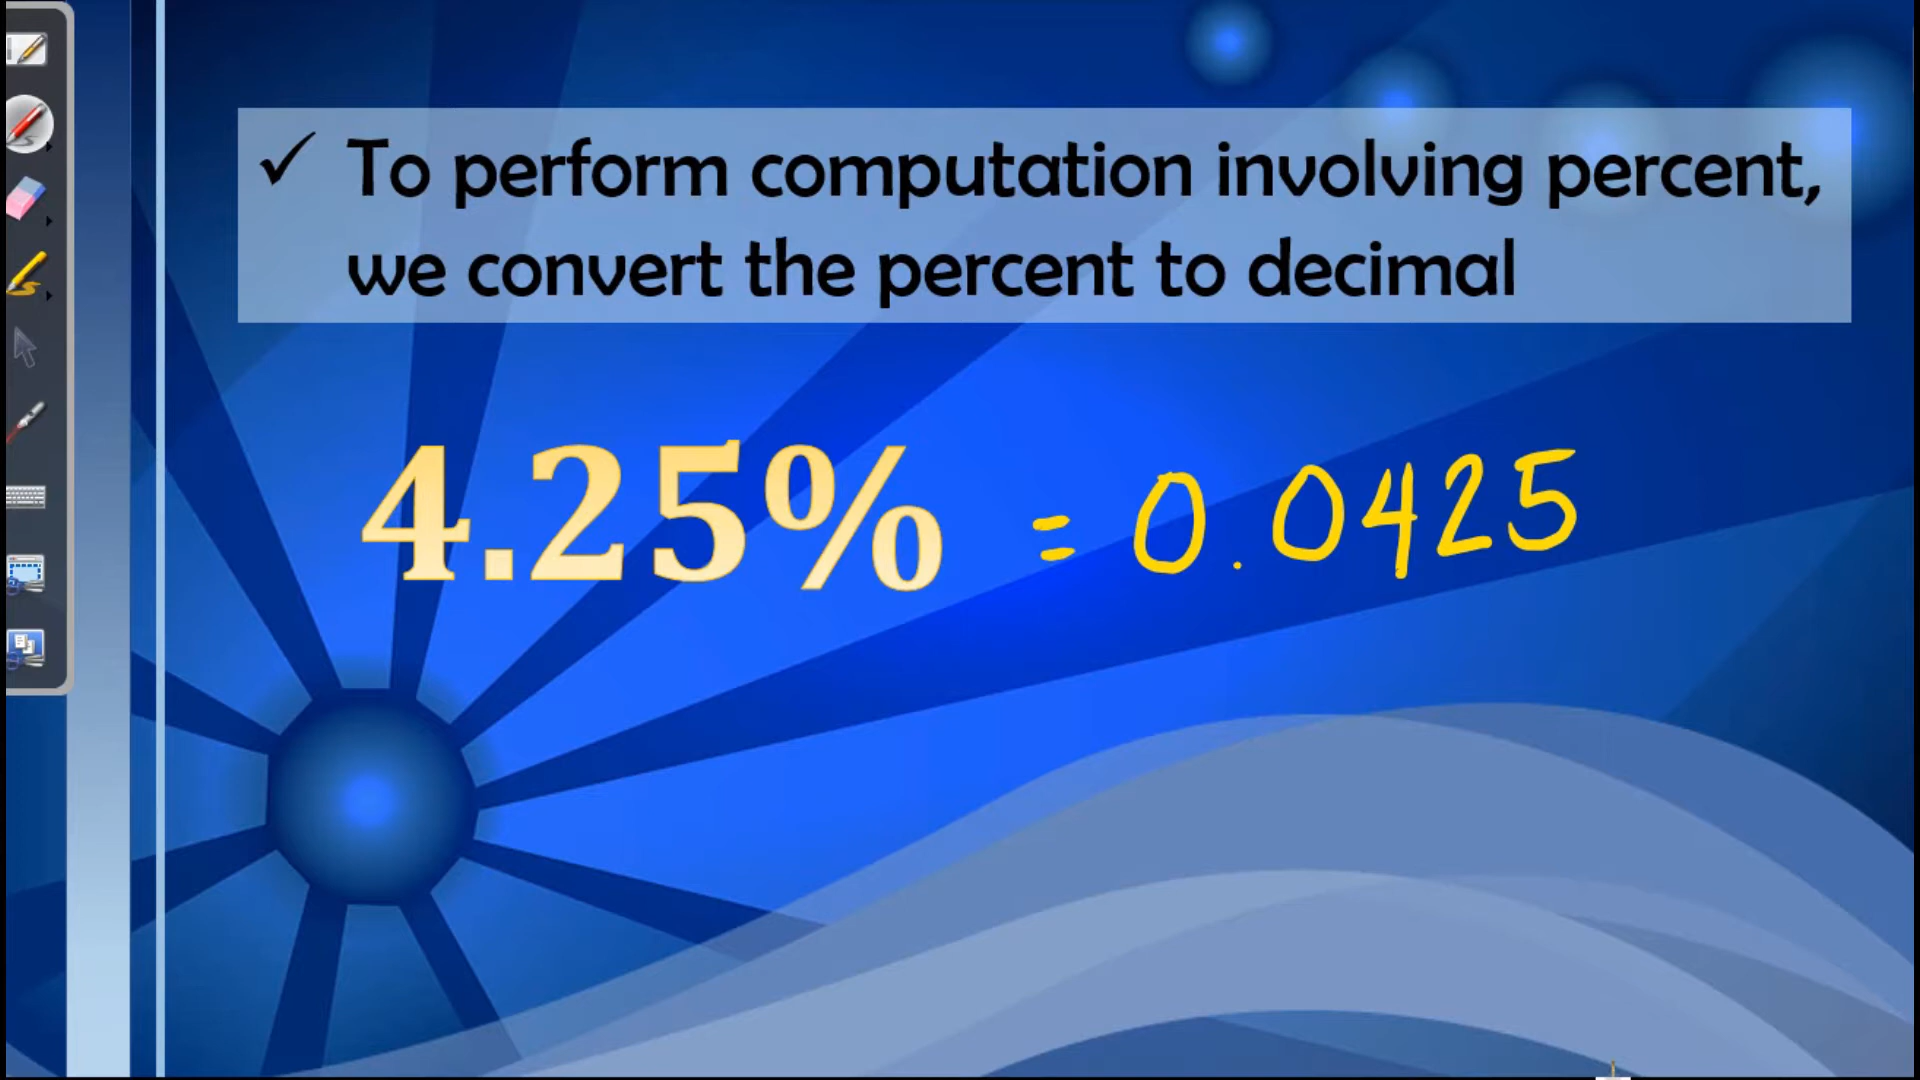 ✓ To perform computation involving percent,
we convert the percent to decimal
4.25% = 0.0425